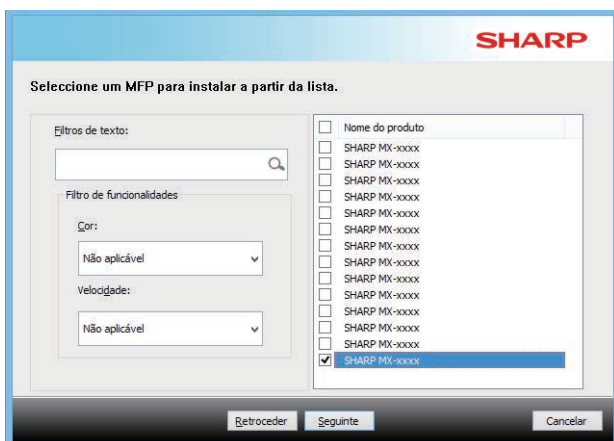 SHARP
Seleccione um MFP para instalar a partir da lista.
Filtros de texto:
Filtro de funcionalidades
Cor:
Não aplicável
Velocidade:
Não aplicável
Nome do produto
SHARP MX-xxxx
SHARP MX-xxxx
SHARP MX-xxxx
SHARP MX-xxxx
SHARP MX-xxxx
SHARP MX-xxxx
SHARP MX-xxxx
SHARP MX-xxxx
SHARP MX-xxxx
SHARP MX-xxxx
SHARP MX-xxxx
SHARP MX-xxxx
SHARP MX-xxxx
SHARP MX-xxxx
Retroceder Seguinte Cancelar